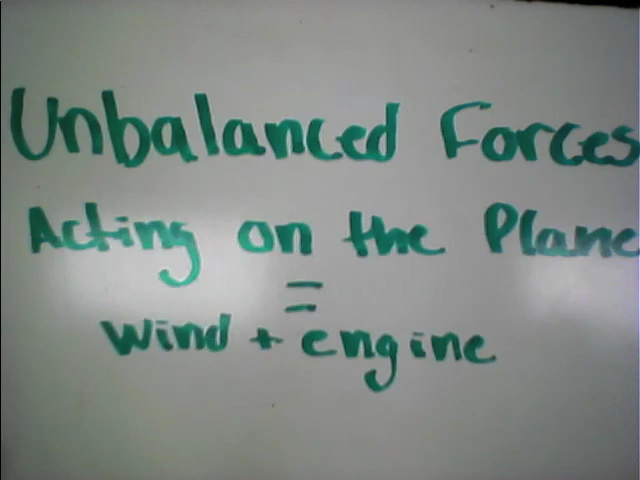 Unbalanced Forces
Acting on the Plane
=
Wind + engine